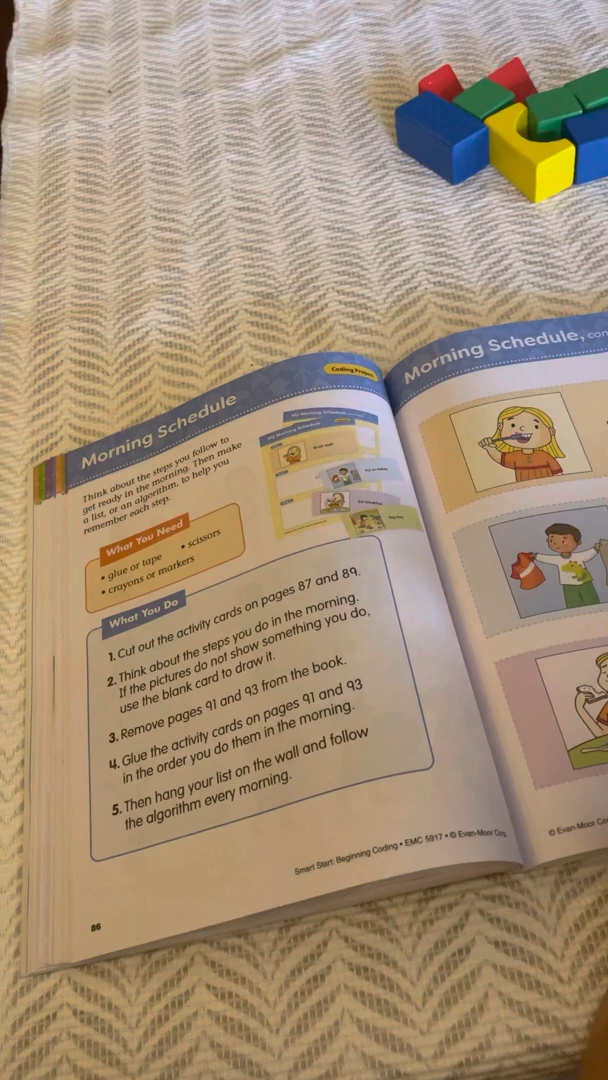 Morning Schedule
Coding Project
Think about the steps you follow to
get ready in the morning. Then make
a list, or an algorithm, to help you
remember each step.
What You Need
• glue or tape • scissors
• crayons or markers
What You Do
1. Cut out the activity cards on pages 87 and 89.
2. Think about the steps you do in the morning.
If the pictures do not show something you do,
use the blank card to draw it.
3. Remove pages 91 and 93 from the book.
4. Glue the activity cards on pages 91 and 93
in the order you do them in the morning.
5. Then hang your list on the wall and follow
the algorithm every morning.
Smart Start: Beginning Coding • EMC 5917 • © Evan-Moor Corp.
86
My Morning Schedule
My Morning Schedule
Morning Schedule,
© Evan-Moor